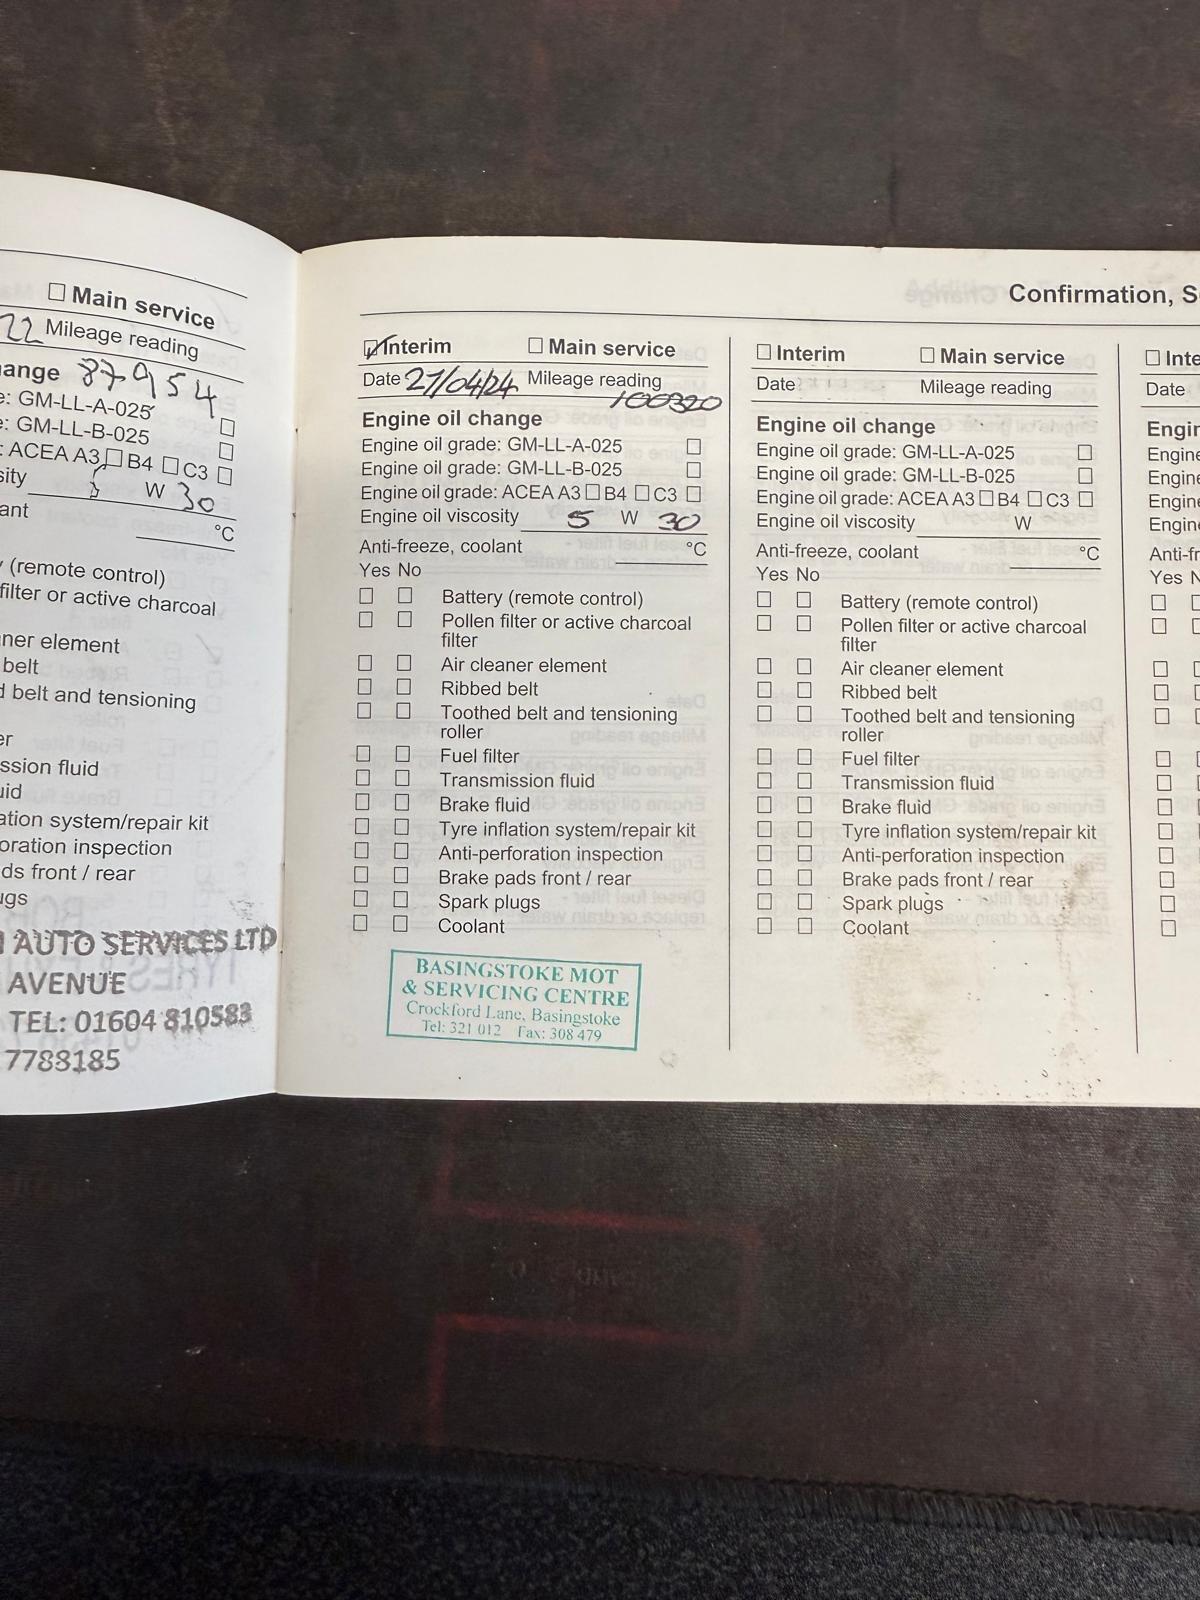 Main service
22 Mileage reading
ange 87954
e: GM-LL-A-025
e: GM-LL-B-025
: ACEA A3 B4 C3
sity W 30
ant °C
y (remote control)
filter or active charcoal
ner element
belt
d belt and tensioning
er
ssion fluid
uid
ation system/repair kit
oration inspection
ds front / rear
ugs
AUTO SERVICES LTD
AVENUE
TEL: 01604 810583
7788185
Confirmation, S
Interim Main service
Date 27/04/24 Mileage reading
100320
Engine oil change
Engine oil grade: GM-LL-A-025
Engine oil grade: GM-LL-B-025
Engine oil grade: ACEA A3 B4 C3
Engine oil viscosity 5 W 30
Anti-freeze, coolant °C
Yes No
Battery (remote control)
Pollen filter or active charcoal
filter
Air cleaner element
Ribbed belt
Toothed belt and tensioning
roller
Fuel filter
Transmission fluid
Brake fluid
Tyre inflation system/repair kit
Anti-perforation inspection
Brake pads front / rear
Spark plugs
Coolant
BASINGSTOKE MOT
& SERVICING CENTRE
Crockford Lane, Basingstoke
Tel: 321 012 Fax: 308 479
Interim Main service
Date Mileage reading
Engine oil change
Engine oil grade: GM-LL-A-025
Engine oil grade: GM-LL-B-025
Engine oil grade: ACEA A3 B4 C3
Engine oil viscosity W
Anti-freeze, coolant °C
Yes No
Battery (remote control)
Pollen filter or active charcoal
filter
Air cleaner element
Ribbed belt
Toothed belt and tensioning
roller
Fuel filter
Transmission fluid
Brake fluid
Tyre inflation system/repair kit
Anti-perforation inspection
Brake pads front / rear
Spark plugs
Coolant
Inte
Date
Engin
Engine
Engine
Engine
Engine
Anti-fr
Yes N